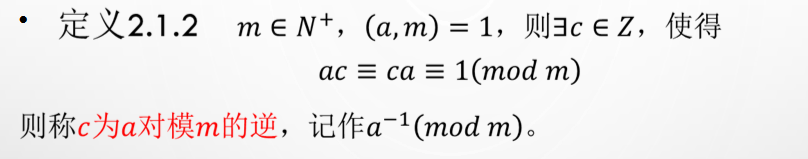 • 定义2.1.2 m ∈ N⁺，(a, m) = 1，则∃c ∈ Z，使得
ac ≡ ca ≡ 1(mod m)
则称c为a对模m的逆，记作a⁻¹(mod m)。